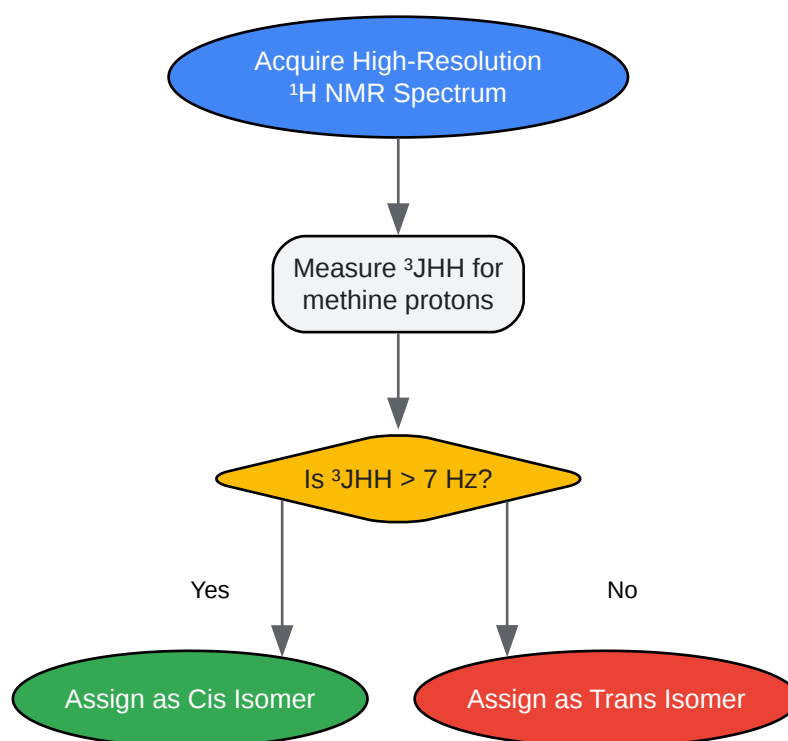 Acquire High-Resolution
¹H NMR Spectrum
Measure ³JHH for
methine protons
Is ³JHH > 7 Hz?
Yes
No
Assign as Cis Isomer
Assign as Trans Isomer